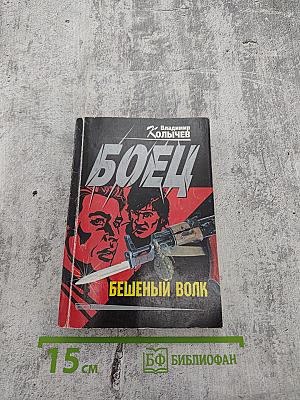 Владимир
Колычев
БОЕЦ
БЕШЕНЫЙ ВОЛК
15 см
БФ БИБЛИОФАН